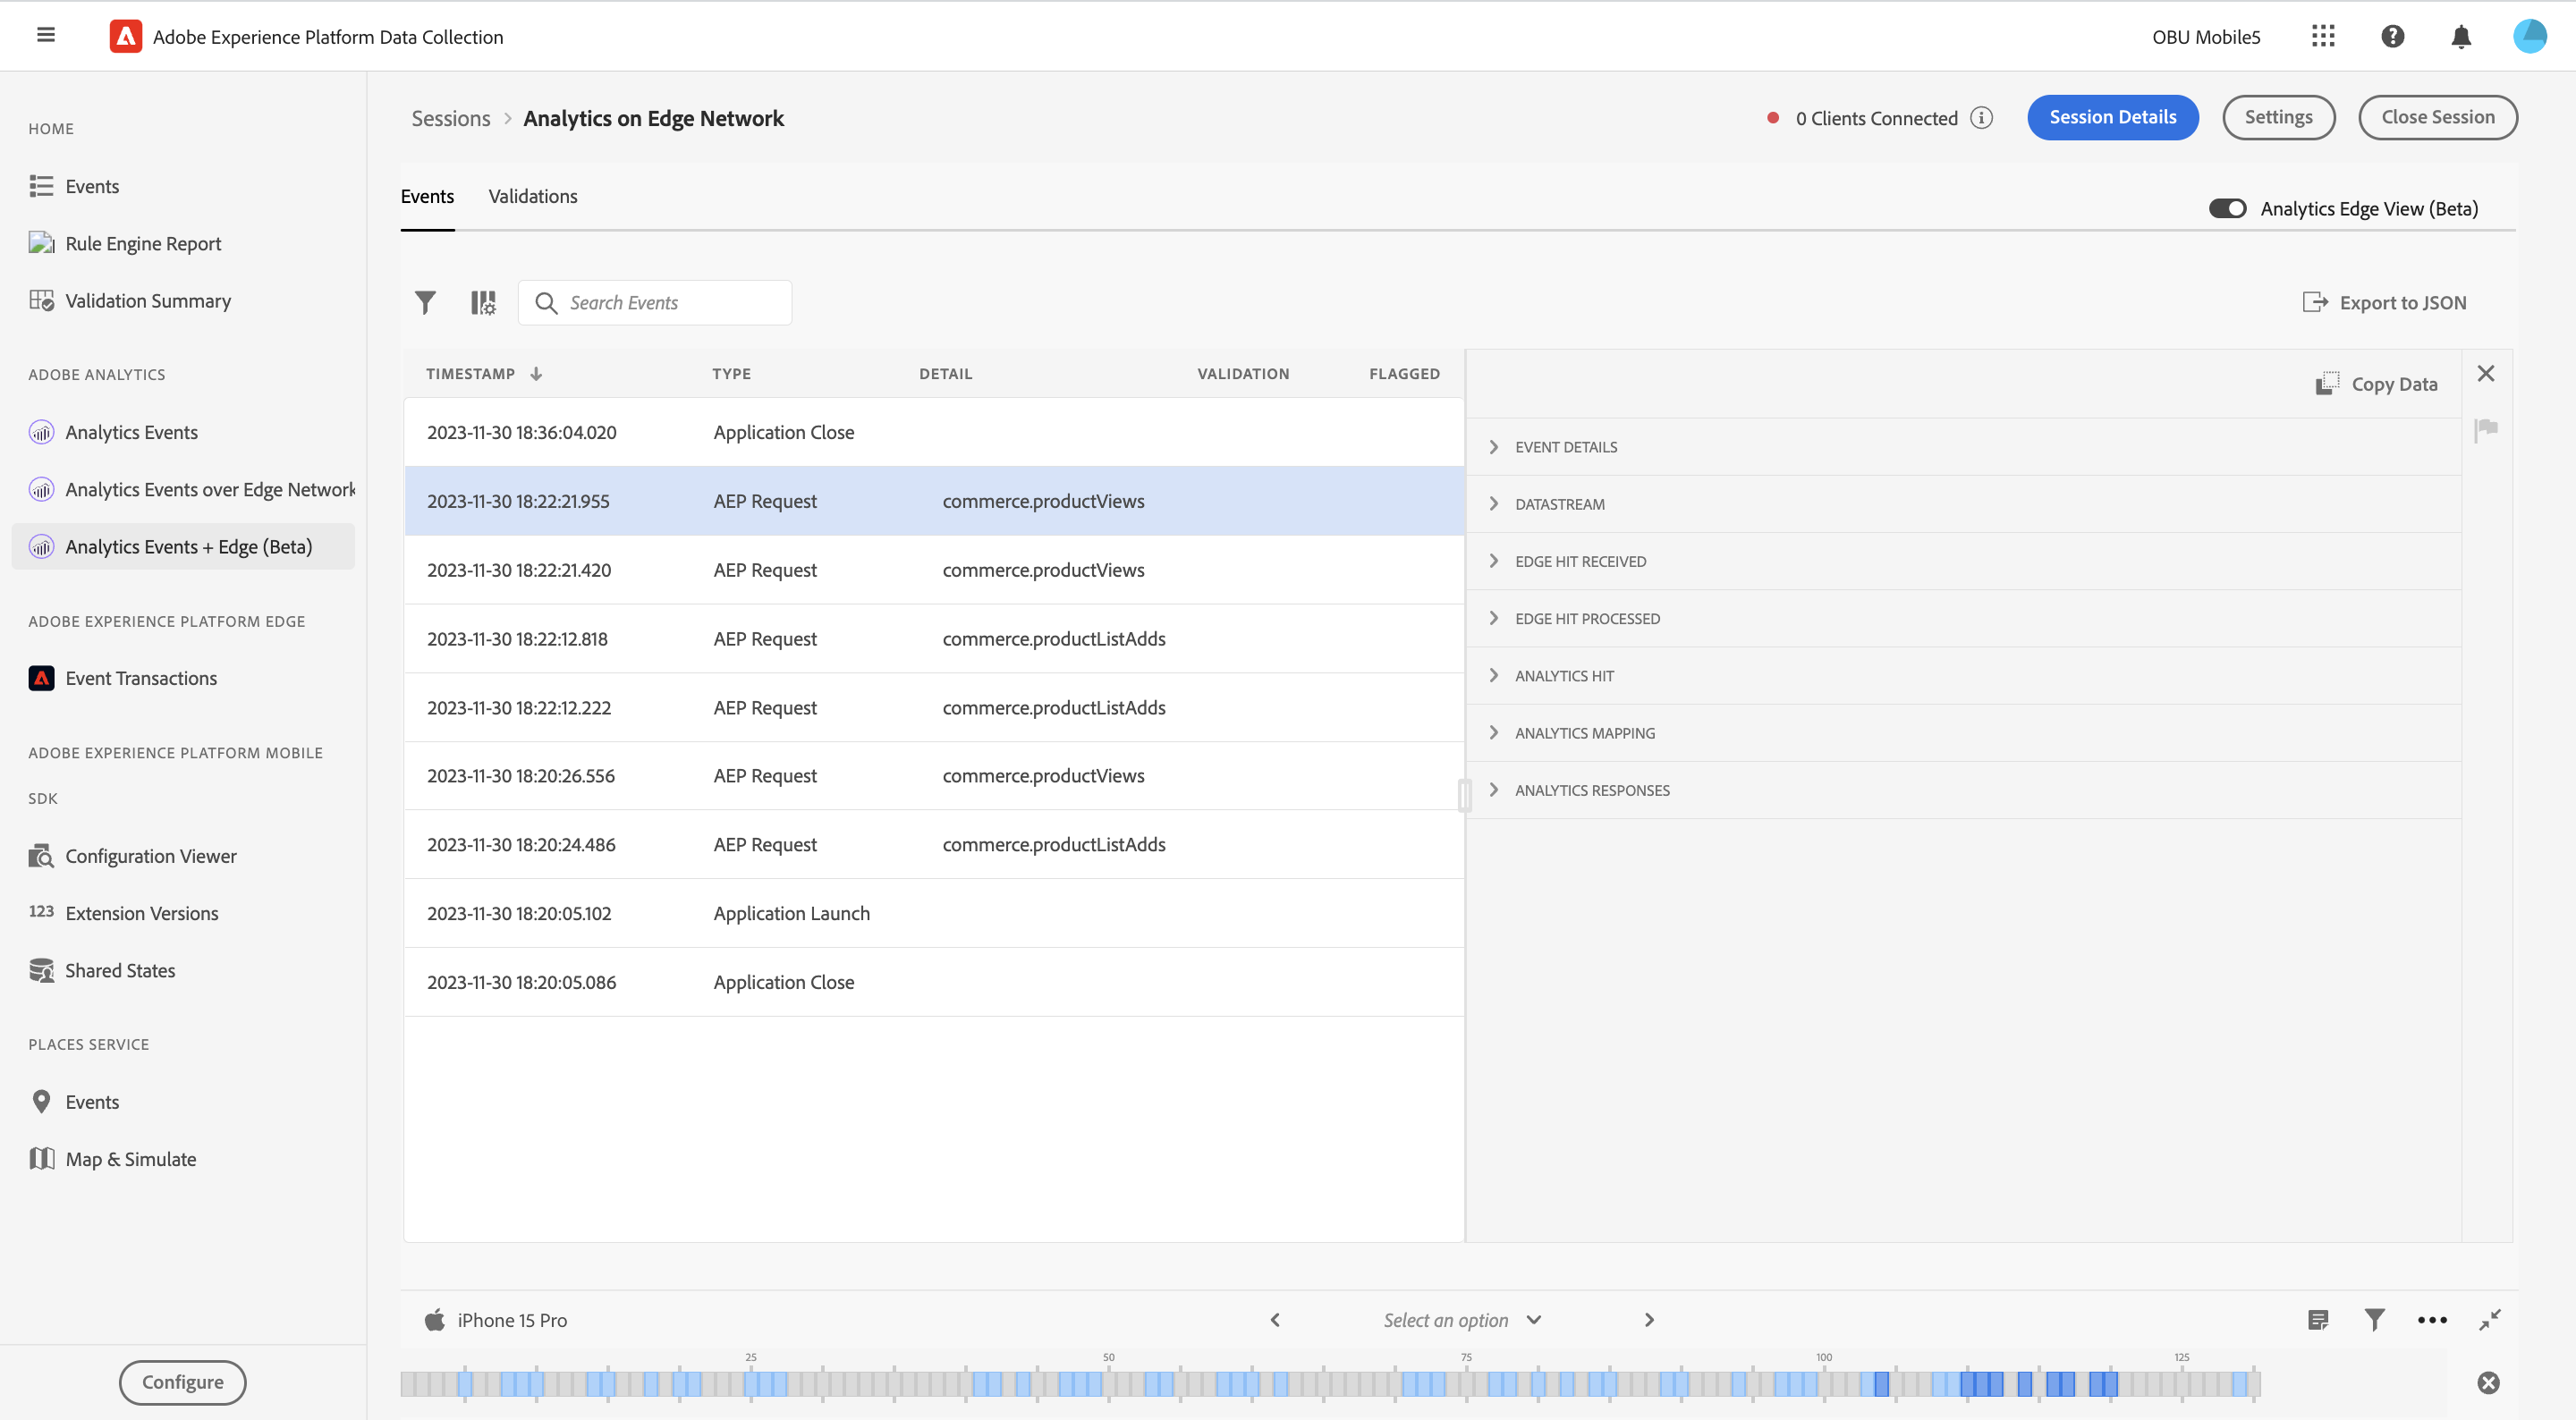 Adobe Experience Platform Data Collection
OBU Mobile5
HOME
Events
Rule Engine Report
Validation Summary
ADOBE ANALYTICS
Analytics Events
Analytics Events over Edge Network
Analytics Events + Edge (Beta)
ADOBE EXPERIENCE PLATFORM EDGE
Event Transactions
ADOBE EXPERIENCE PLATFORM MOBILE
SDK
Configuration Viewer
123 Extension Versions
Shared States
PLACES SERVICE
Events
Map & Simulate
Configure
Sessions > Analytics on Edge Network
0 Clients Connected
Session Details
Settings
Close Session
Events Validations
Analytics Edge View (Beta)
Search Events
Export to JSON
TIMESTAMP TYPE DETAIL VALIDATION FLAGGED
2023-11-30 18:36:04.020 Application Close
2023-11-30 18:22:21.955 AEP Request commerce.productViews
2023-11-30 18:22:21.420 AEP Request commerce.productViews
2023-11-30 18:22:12.818 AEP Request commerce.productListAdds
2023-11-30 18:22:12.222 AEP Request commerce.productListAdds
2023-11-30 18:20:26.556 AEP Request commerce.productViews
2023-11-30 18:20:24.486 AEP Request commerce.productListAdds
2023-11-30 18:20:05.102 Application Launch
2023-11-30 18:20:05.086 Application Close
Copy Data
EVENT DETAILS
DATASTREAM
EDGE HIT RECEIVED
EDGE HIT PROCESSED
ANALYTICS HIT
ANALYTICS MAPPING
ANALYTICS RESPONSES
iPhone 15 Pro
Select an option
25 50 75 100 125